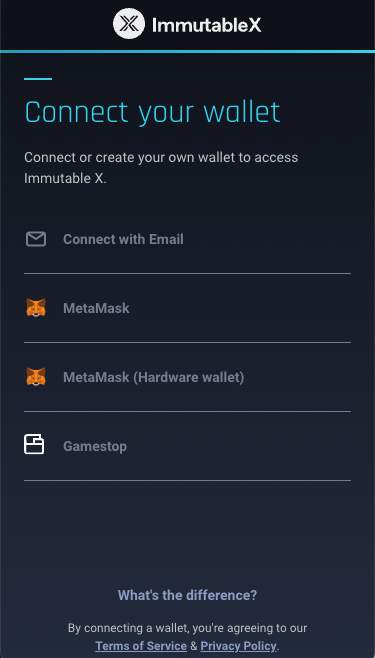 ImmutableX
Connect your wallet
Connect or create your own wallet to access
Immutable X.
Connect with Email
MetaMask
MetaMask (Hardware wallet)
Gamestop
What's the difference?
By connecting a wallet, you're agreeing to our
Terms of Service & Privacy Policy.